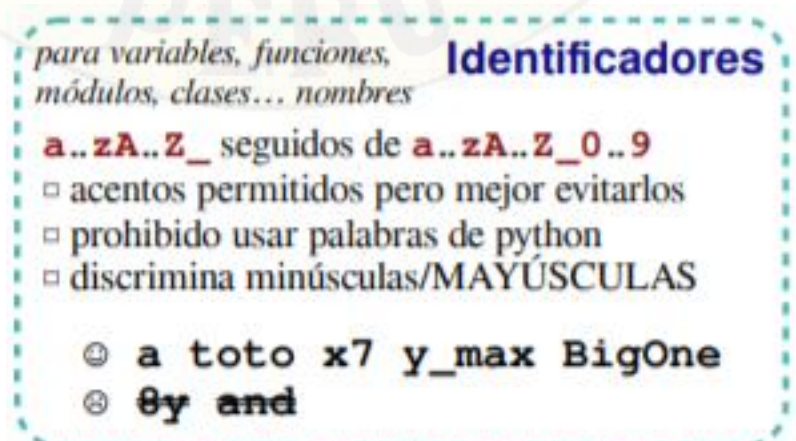 para variables, funciones, Identificadores
módulos, clases… nombres
a..zA..Z_ seguidos de a..zA..Z_0..9
▫ acentos permitidos pero mejor evitarlos
▫ prohibido usar palabras de python
▫ discrimina minúsculas/MAYÚSCULAS
☺ a toto x7 y_max BigOne
☹ 8y and